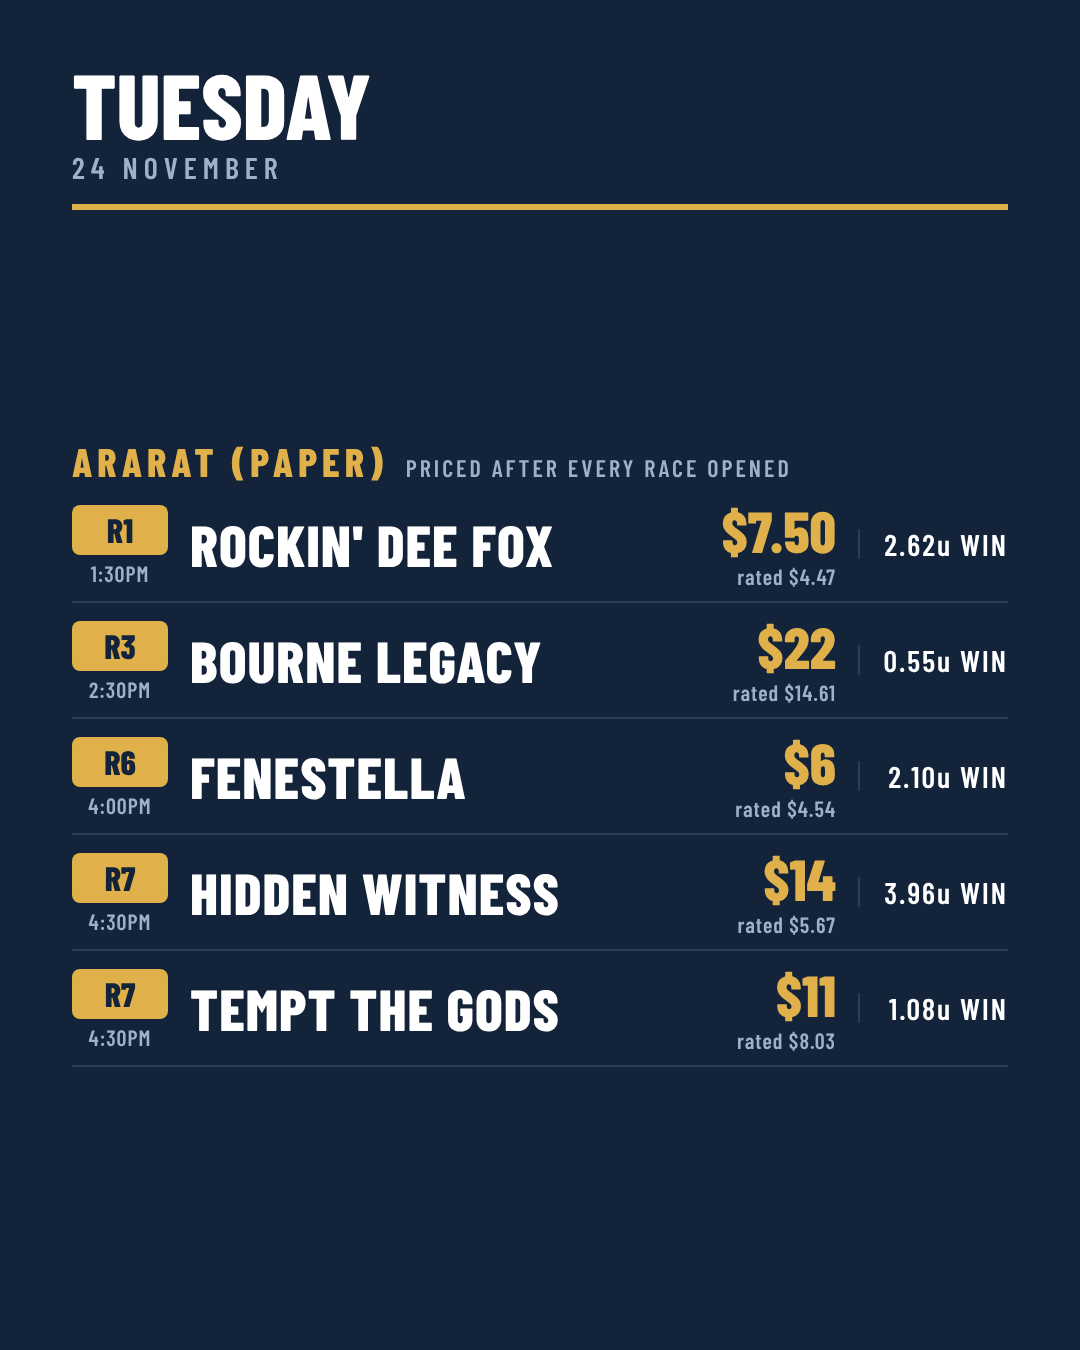 TUESDAY
24 NOVEMBER
ARARAT (PAPER) PRICED AFTER EVERY RACE OPENED
R1 ROCKIN' DEE FOX $7.50 2.62u WIN
1:30PM rated $4.47
R3 BOURNE LEGACY $22 0.55u WIN
2:30PM rated $14.61
R6 FENESTELLA $6 2.10u WIN
4:00PM rated $4.54
R7 HIDDEN WITNESS $14 3.96u WIN
4:30PM rated $5.67
R7 TEMPT THE GODS $11 1.08u WIN
4:30PM rated $8.03